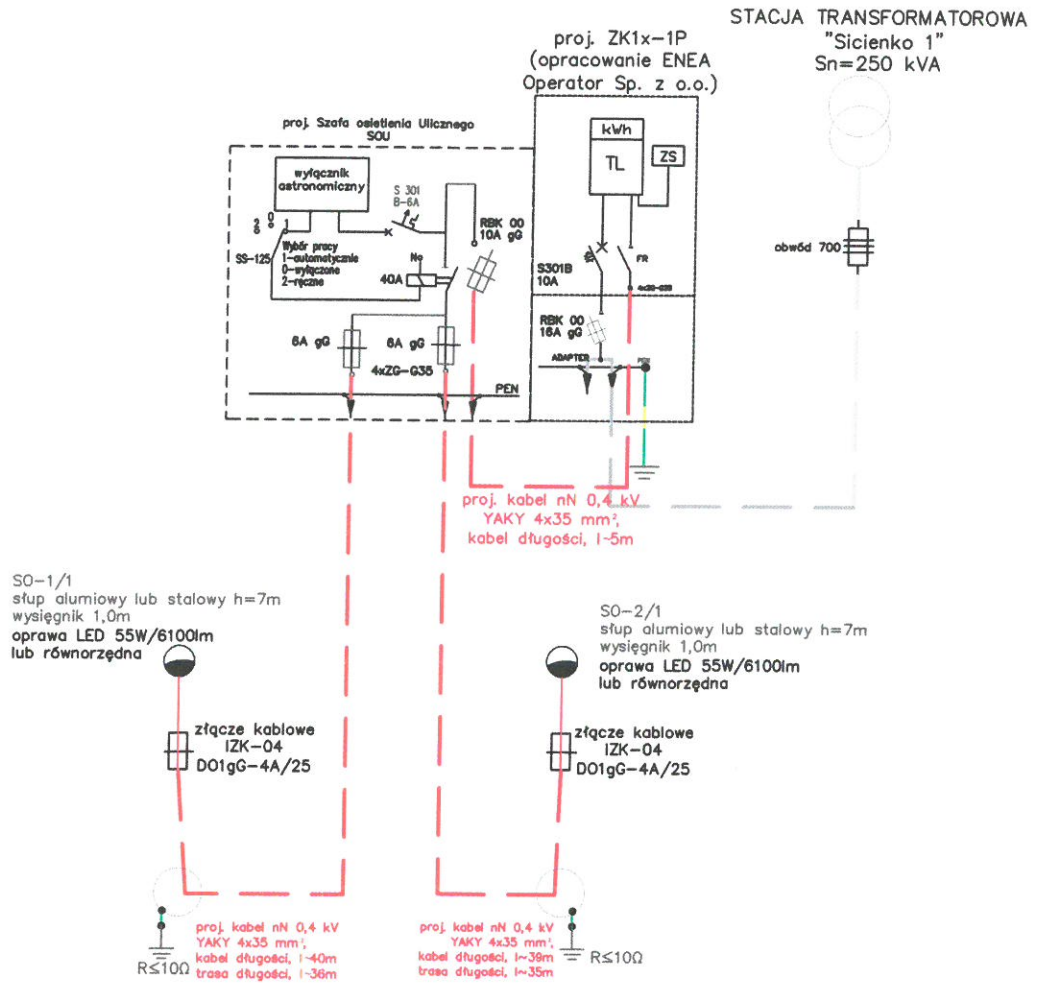 STACJA TRANSFORMATOROWA
"Sicienko 1"
Sn=250 kVA
proj. ZK1x-1P
(opracowanie ENEA
Operator Sp. z o.o.)
proj. Szafa oświetlenia Ulicznego
SOU
wyłącznik
astronomiczny
S 301
B-6A
2 0 1
Wybór pracy
1-automatycznie
0-wyłączone
2-ręczne
SS-125
No
40A
RBK 00
10A gG
6A gG
6A gG
4xZG-G35
PEN
kWh
TL
ZS
S301B
10A
FR
4xZG-G35
RBK 00
16A gG
ADAPTER
PEN
obwód 700
proj. kabel nN 0,4 kV
YAKY 4x35 mm²,
kabel długości, l~5m
SO-1/1
słup alumiowy lub stalowy h=7m
wysięgnik 1,0m
oprawa LED 55W/6100lm
lub równorzędna
złącze kablowe
IZK-04
DO1gG-4A/25
SO-2/1
słup alumiowy lub stalowy h=7m
wysięgnik 1,0m
oprawa LED 55W/6100lm
lub równorzędna
złącze kablowe
IZK-04
DO1gG-4A/25
R≤10Ω
proj. kabel nN 0,4 kV
YAKY 4x35 mm²,
kabel długości, l~40m
trasa długości, l~36m
proj. kabel nN 0,4 kV
YAKY 4x35 mm²,
kabel długości, l~39m
trasa długości, l~35m
R≤10Ω